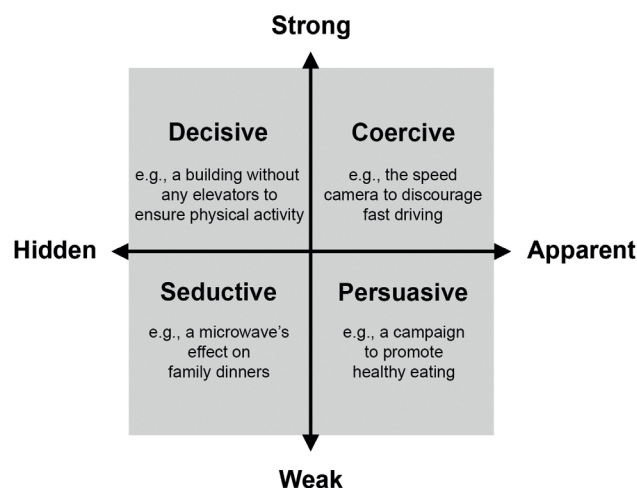 Strong
Decisive
e.g., a building without
any elevators to
ensure physical activity
Coercive
e.g., the speed
camera to discourage
fast driving
Hidden
Apparent
Seductive
e.g., a microwave's
effect on
family dinners
Persuasive
e.g., a campaign
to promote
healthy eating
Weak